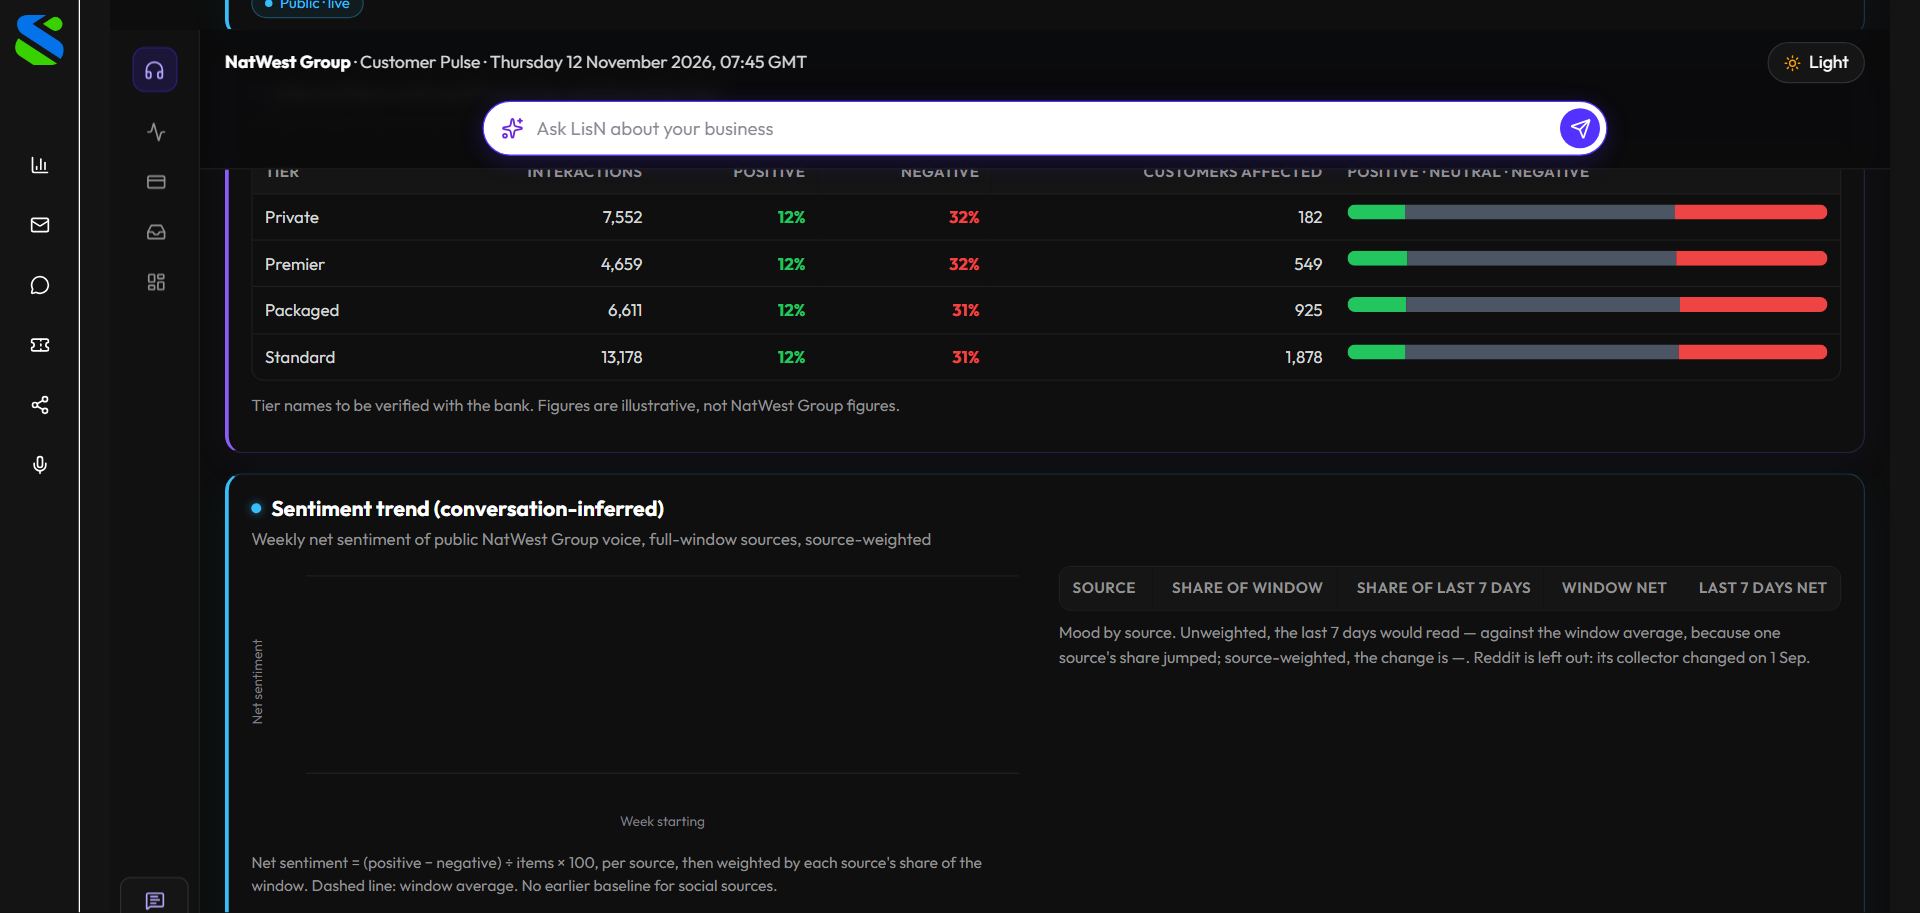 Public · live
NatWest Group · Customer Pulse · Thursday 12 November 2026, 07:45 GMT
Light
Ask LisN about your business
TIER INTERACTIONS POSITIVE NEGATIVE CUSTOMERS AFFECTED POSITIVE · NEUTRAL · NEGATIVE
Private 7,552 12% 32% 182
Premier 4,659 12% 32% 549
Packaged 6,611 12% 31% 925
Standard 13,178 12% 31% 1,878
Tier names to be verified with the bank. Figures are illustrative, not NatWest Group figures.
Sentiment trend (conversation-inferred)
Weekly net sentiment of public NatWest Group voice, full-window sources, source-weighted
Net sentiment
Week starting
Net sentiment = (positive − negative) ÷ items × 100, per source, then weighted by each source's share of the
window. Dashed line: window average. No earlier baseline for social sources.
SOURCE SHARE OF WINDOW SHARE OF LAST 7 DAYS WINDOW NET LAST 7 DAYS NET
Mood by source. Unweighted, the last 7 days would read — against the window average, because one
source's share jumped; source-weighted, the change is —. Reddit is left out: its collector changed on 1 Sep.